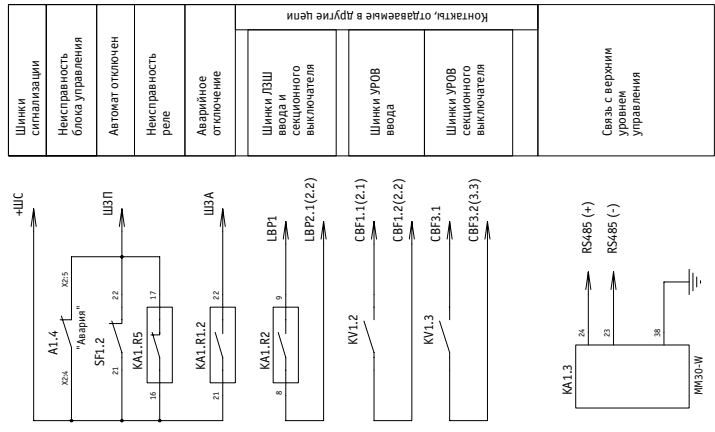 Шинки
сигнализации
Неисправность
блока управления
Автомат отключен
Неисправность
реле
Аварийное
отключение
Контакты, отдаваемые в другие цепи
Шинки ЛЗШ
ввода и
секционного
выключателя
Шинки УРОВ
ввода
Шинки УРОВ
секционного
выключателя
Связь с верхним
уровнем
управления
+ШС
ШЗП
ШЗА
LBP1
LBP2.1(2.2)
CBF1.1(2.1)
CBF1.2(2.2)
CBF3.1
CBF3.2(3.3)
RS485 (+)
RS485 (-)
X2:4
A1.4
"Авария"
X2:5
21
SF1.2
22
16
KA1.R5
17
21
KA1.R1.2
22
8
KA1.R2
9
KV1.2
KV1.3
KA1.3
24
23
38
MM30-W